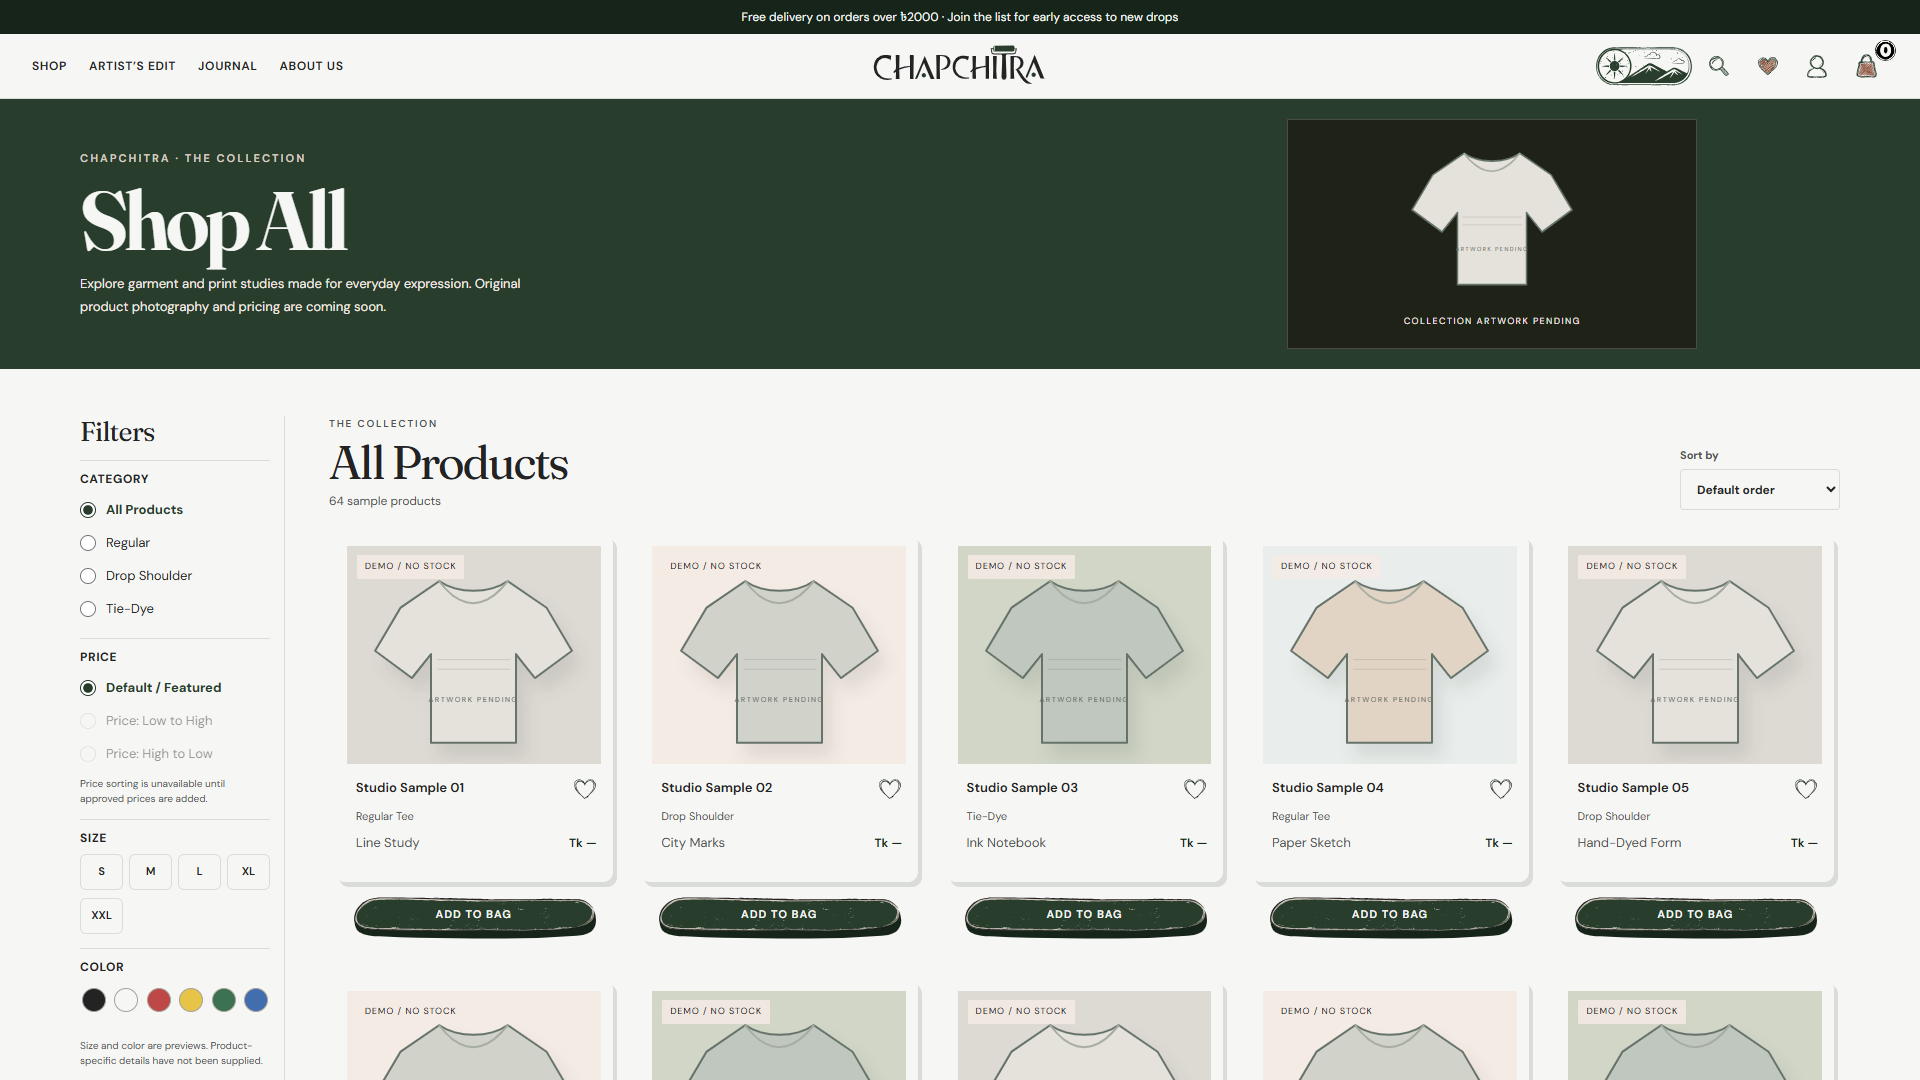 Free delivery on orders over ৳2000 · Join the list for early access to new drops
SHOP ARTIST'S EDIT JOURNAL ABOUT US
CHAPCHITRA
0
CHAPCHITRA · THE COLLECTION
Shop All
Explore garment and print studies made for everyday expression. Original
product photography and pricing are coming soon.
ARTWORK PENDING
COLLECTION ARTWORK PENDING
Filters
CATEGORY
All Products
Regular
Drop Shoulder
Tie-Dye
PRICE
Default / Featured
Price: Low to High
Price: High to Low
Price sorting is unavailable until
approved prices are added.
SIZE
S M L XL
XXL
COLOR
Size and color are previews. Product-
specific details have not been supplied.
THE COLLECTION
All Products
64 sample products
Sort by
Default order
DEMO / NO STOCK
ARTWORK PENDING
Studio Sample 01
Regular Tee
Line Study Tk —
ADD TO BAG
DEMO / NO STOCK
ARTWORK PENDING
Studio Sample 02
Drop Shoulder
City Marks Tk —
ADD TO BAG
DEMO / NO STOCK
ARTWORK PENDING
Studio Sample 03
Tie-Dye
Ink Notebook Tk —
ADD TO BAG
DEMO / NO STOCK
ARTWORK PENDING
Studio Sample 04
Regular Tee
Paper Sketch Tk —
ADD TO BAG
DEMO / NO STOCK
ARTWORK PENDING
Studio Sample 05
Drop Shoulder
Hand-Dyed Form Tk —
ADD TO BAG
DEMO / NO STOCK
DEMO / NO STOCK
DEMO / NO STOCK
DEMO / NO STOCK
DEMO / NO STOCK